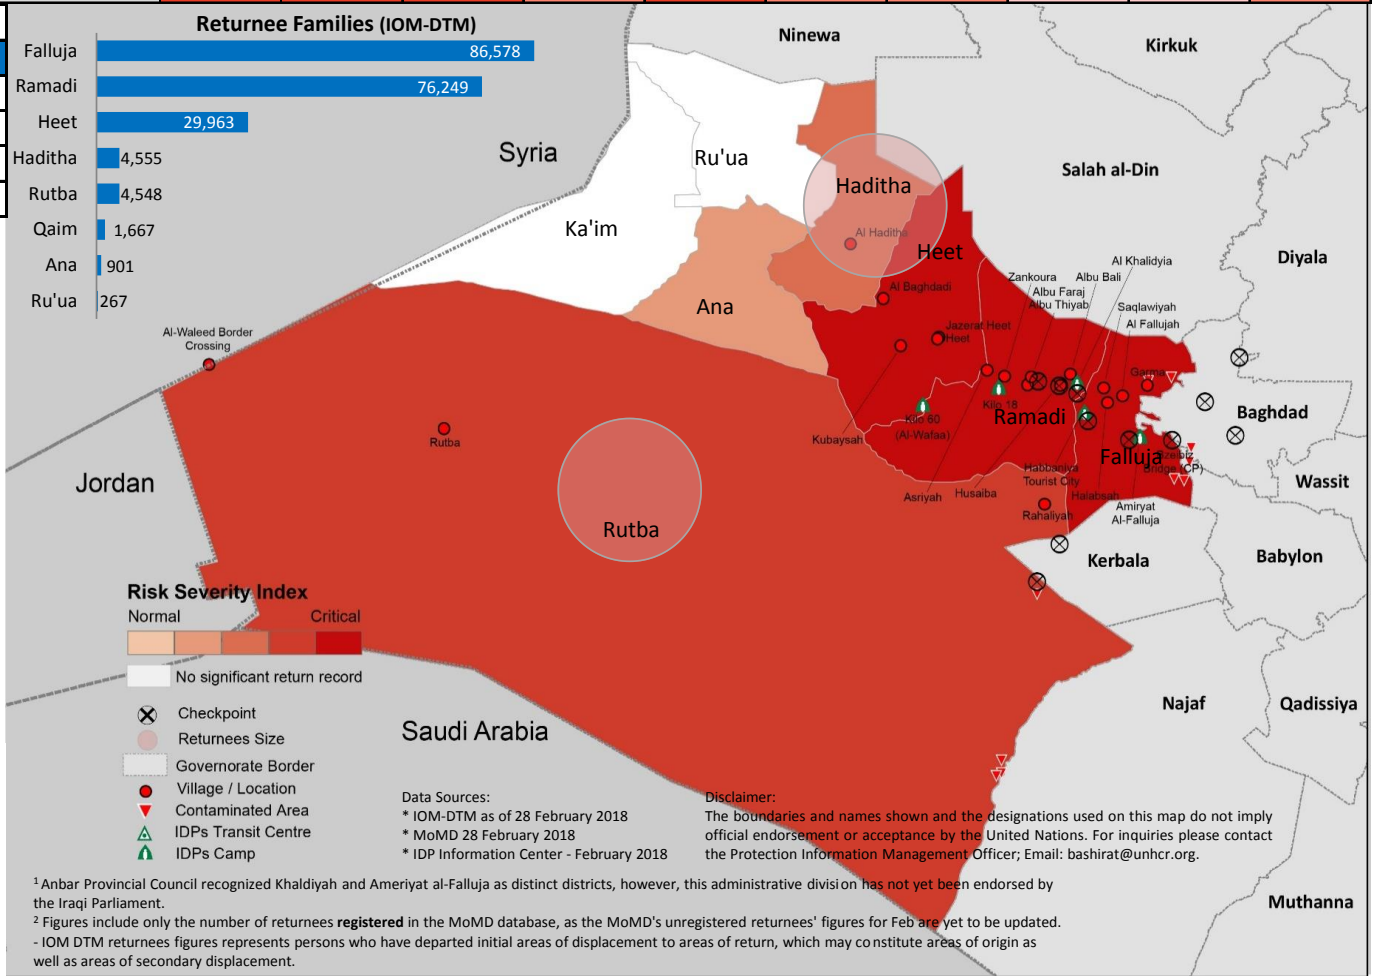 Returnee Families (IOM-DTM)
Falluja 86,578
Ramadi 76,249
Heet 29,963
Haditha 4,555
Rutba 4,548
Qaim 1,667
Ana 901
Ru'ua 267
Ninewa
Kirkuk
Syria
Ru'ua
Salah al-Din
Haditha
Ka'im
Al Haditha
Heet
Diyala
Al Khalidyia
Zankoura
Albu Bali
Albu Faraj
Albu Thiyab
Al Baghdadi
Saqlawiyah
Al Fallujah
Ana
Jazerat Heet
Heet
Al-Waleed Border
Crossing
Garma
Kilo 18
Kilo 60
(Al-Wafaa)
Ramadi
Baghdad
Rutba
Kubaysah
Falluja
Bzeibiz
Bridge (CP)
Habbaniya
Tourist City
Jordan
Wassit
Asriyah
Husaiba
Halabsah
Rahaliyah
Amiryat
Al-Falluja
Rutba
Kerbala
Babylon
Risk Severity Index
Normal Critical
No significant return record
Checkpoint
Returnees Size
Governorate Border
Village / Location
Contaminated Area
IDPs Transit Centre
IDPs Camp
Najaf
Qadissiya
Saudi Arabia
Data Sources:
* IOM-DTM as of 28 February 2018
* MoMD 28 February 2018
* IDP Information Center - February 2018
Disclaimer:
The boundaries and names shown and the designations used on this map do not imply
official endorsement or acceptance by the United Nations. For inquiries please contact
the Protection Information Management Officer; Email: bashirat@unhcr.org.
1 Anbar Provincial Council recognized Khaldiyah and Ameriyat al-Falluja as distinct districts, however, this administrative division has not yet been endorsed by
the Iraqi Parliament.
2 Figures include only the number of returnees registered in the MoMD database, as the MoMD's unregistered returnees' figures for Feb are yet to be updated.
- IOM DTM returnees figures represents persons who have departed initial areas of displacement to areas of return, which may constitute areas of origin as
well as areas of secondary displacement.
Muthanna